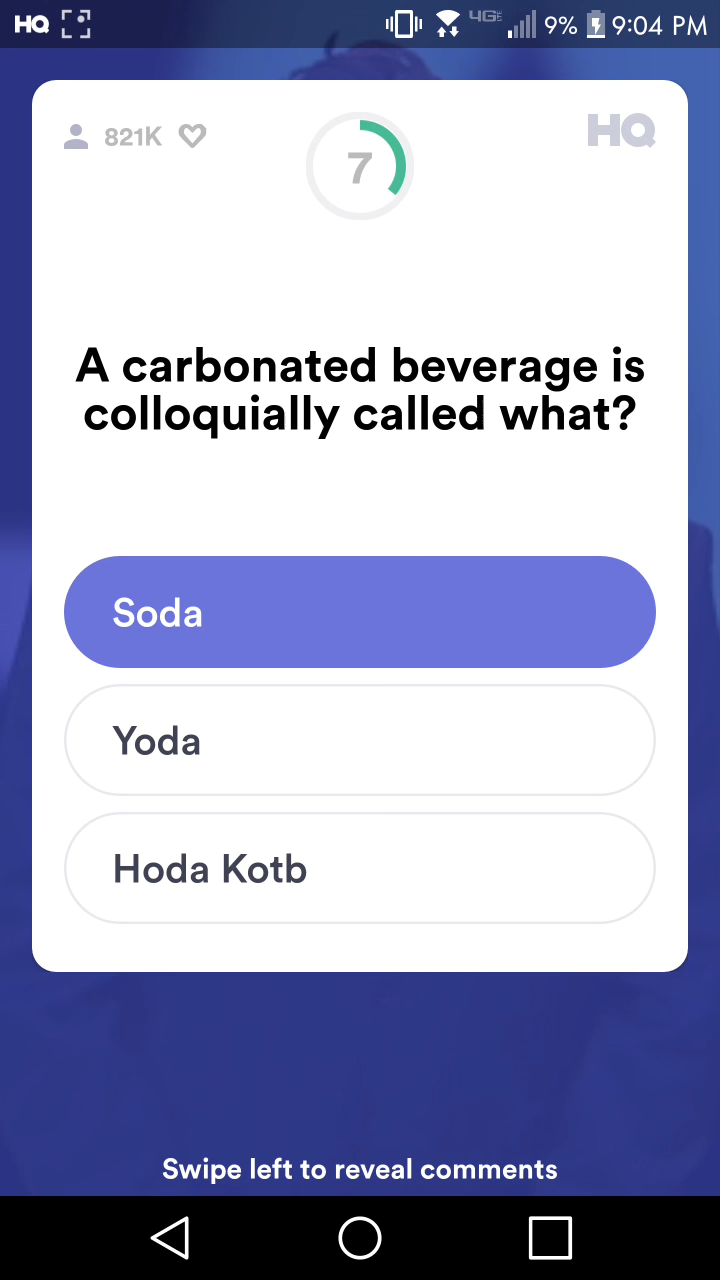 HQ 4G 9% 9:04 PM
821K 7 HQ
A carbonated beverage is
colloquially called what?
Soda
Yoda
Hoda Kotb
Swipe left to reveal comments